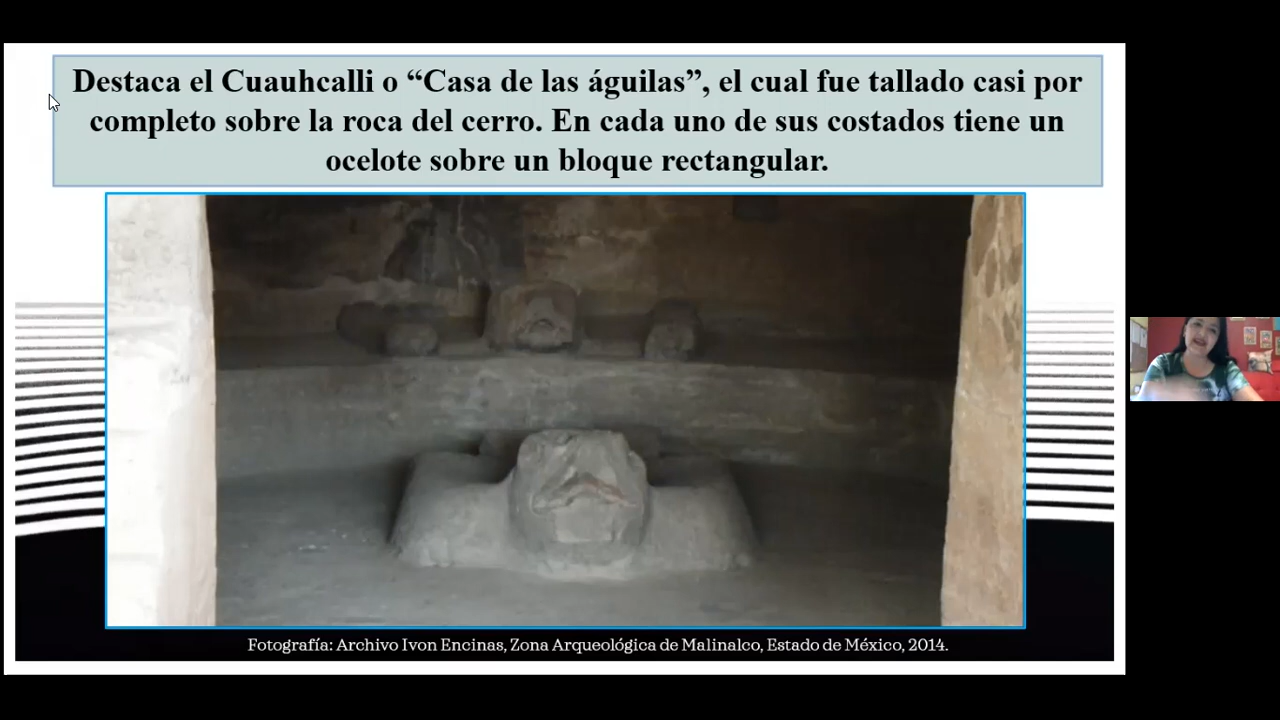 Destaca el Cuauhcalli o “Casa de las águilas”, el cual fue tallado casi por
completo sobre la roca del cerro. En cada uno de sus costados tiene un
ocelote sobre un bloque rectangular.
Fotografía: Archivo Ivon Encinas, Zona Arqueológica de Malinalco, Estado de México, 2014.